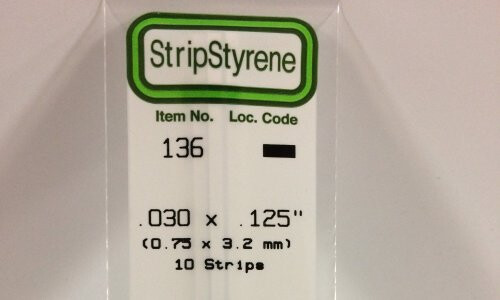 StripStyrene
Item No. Loc. Code
136
.030 x .125"
(0.75 x 3.2 mm)
10 Strips